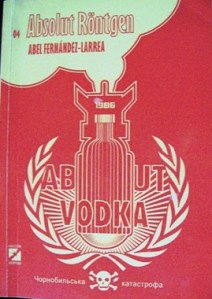 04
Absolut Röntgen
ABEL FERNÁNDEZ-LARREA
1986
AB UT
VODKA
Чорнобильська катастрофа